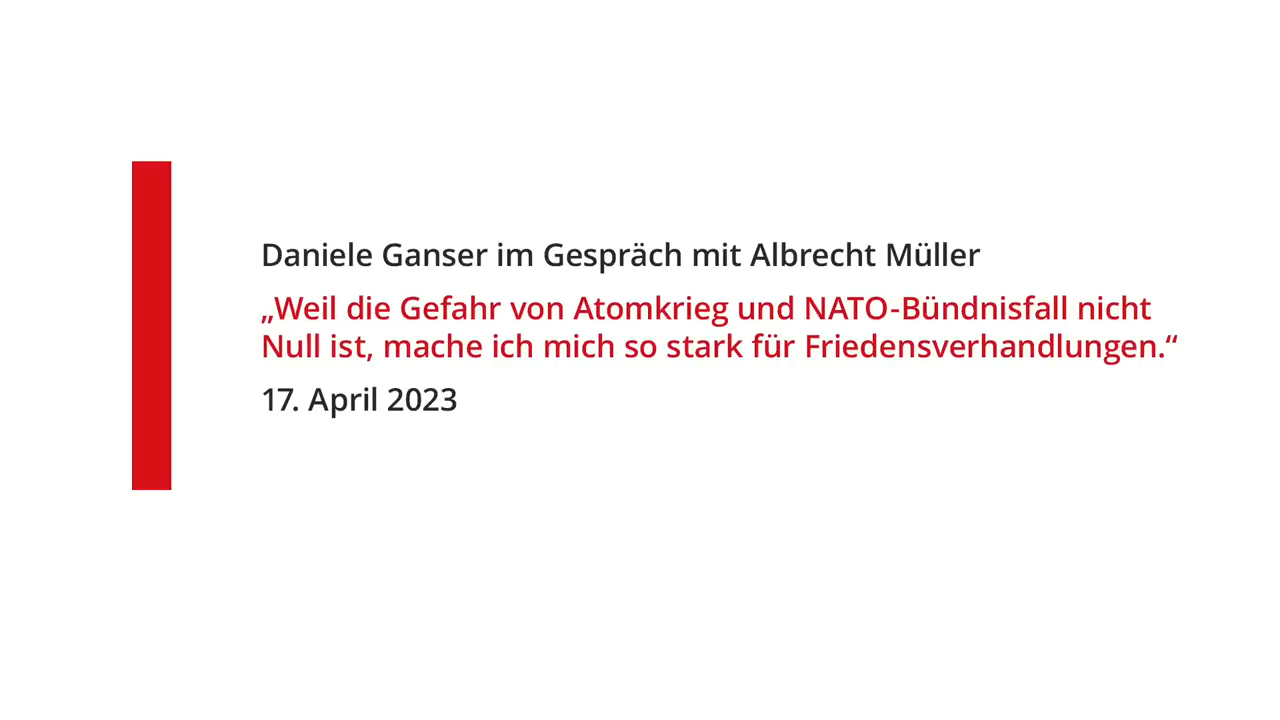 Daniele Ganser im Gespräch mit Albrecht Müller
„Weil die Gefahr von Atomkrieg und NATO-Bündnisfall nicht
Null ist, mache ich mich so stark für Friedensverhandlungen.“
17. April 2023